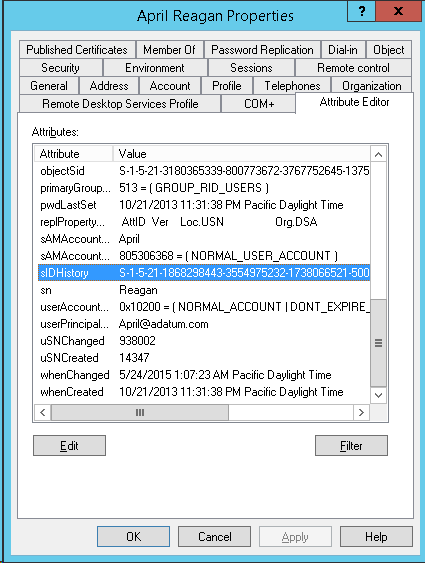 April Reagan Properties
?
x
Published Certificates Member Of Password Replication Dial-in Object
Security Environment Sessions Remote control
General Address Account Profile Telephones Organization
Remote Desktop Services Profile COM+ Attribute Editor
Attributes:
Attribute Value
objectSid S-1-5-21-3180365339-800773672-3767752645-1375
primaryGroup... 513 = ( GROUP_RID_USERS )
pwdLastSet 10/21/2013 11:31:38 PM Pacific Daylight Time
replProperty... AttID Ver Loc.USN Org.DSA
sAMAccount... April
sAMAccount... 805306368 = ( NORMAL_USER_ACCOUNT )
sIDHistory S-1-5-21-1868298443-3554975232-1738066521-500
sn Reagan
userAccount... 0x10200 = ( NORMAL_ACCOUNT | DONT_EXPIRE_
userPrincipal... April@adatum.com
uSNChanged 938002
uSNCreated 14347
whenChanged 5/24/2015 1:07:23 AM Pacific Daylight Time
whenCreated 10/21/2013 11:31:38 PM Pacific Daylight Time
Edit Filter
OK Cancel Apply Help